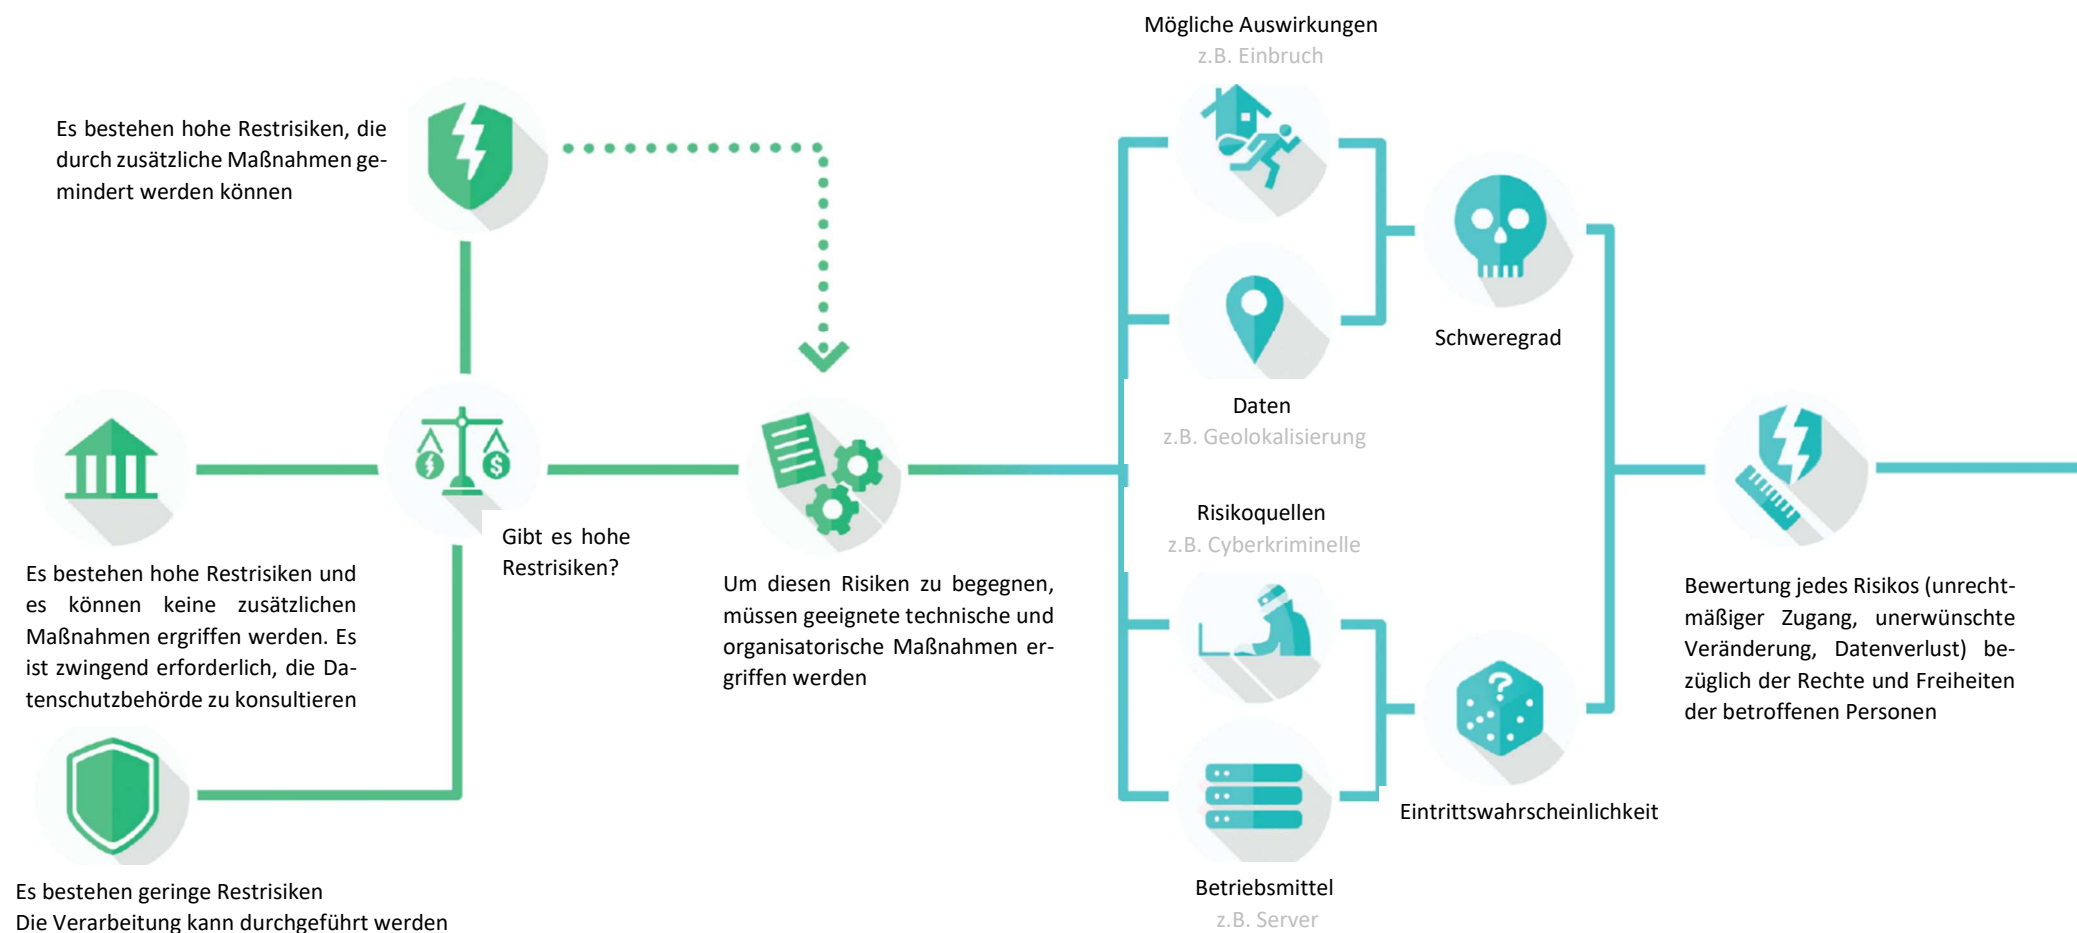 Mögliche Auswirkungen
z.B. Einbruch
Es bestehen hohe Restrisiken, die
durch zusätzliche Maßnahmen ge-
mindert werden können
Schweregrad
Daten
z.B. Geolokalisierung
Risikoquellen
z.B. Cyberkriminelle
Gibt es hohe
Restrisiken?
Es bestehen hohe Restrisiken und
es können keine zusätzlichen
Maßnahmen ergriffen werden. Es
ist zwingend erforderlich, die Da-
tenschutzbehörde zu konsultieren
Um diesen Risiken zu begegnen,
müssen geeignete technische und
organisatorische Maßnahmen er-
griffen werden
Bewertung jedes Risikos (unrecht-
mäßiger Zugang, unerwünschte
Veränderung, Datenverlust) be-
züglich der Rechte und Freiheiten
der betroffenen Personen
Eintrittswahrscheinlichkeit
Es bestehen geringe Restrisiken
Die Verarbeitung kann durchgeführt werden
Betriebsmittel
z.B. Server